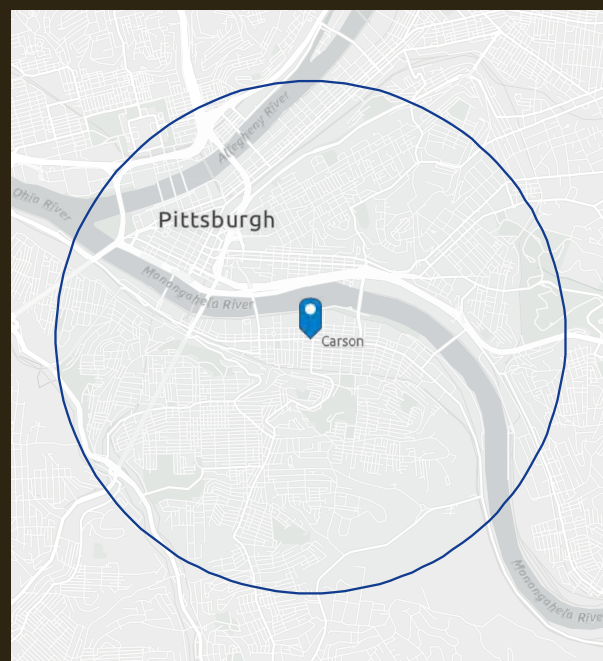 Allegheny River
Ohio River
Pittsburgh
Monongahela River
Carson
Monongahela River